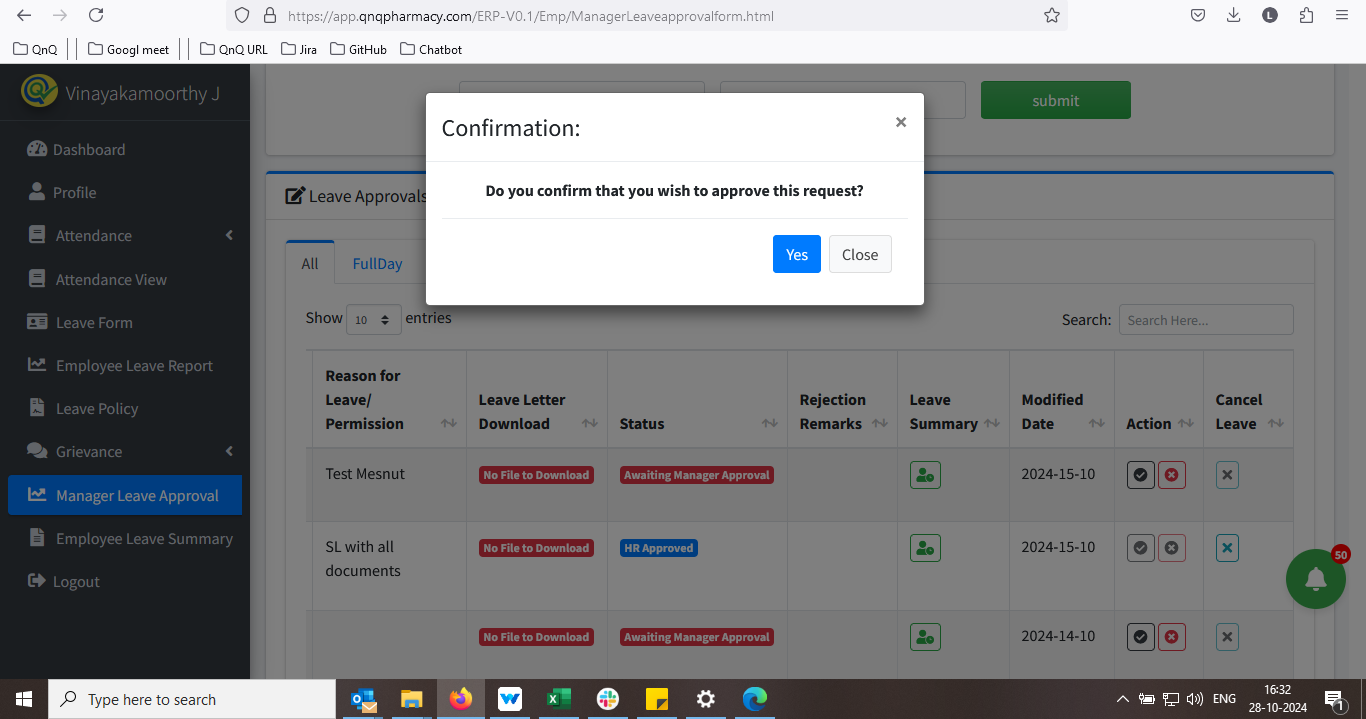 https://app.qnqpharmacy.com/ERP-V0.1/Emp/ManagerLeaveapprovalform.html
L
QnQ
Googl meet
QnQ URL
Jira
GitHub
Chatbot
Vinayakamoorthy J
Dashboard
Profile
Attendance
Attendance View
Leave Form
Employee Leave Report
Leave Policy
Grievance
Manager Leave Approval
Employee Leave Summary
Logout
submit
Confirmation:
×
Do you confirm that you wish to approve this request?
Yes
Close
Leave Approvals
All
FullDay
Show 10 entries
Search: Search Here...
Reason for
Leave/
Permission
Leave Letter
Download
Status
Rejection
Remarks
Leave
Summary
Modified
Date
Action
Cancel
Leave
Test Mesnut
No File to Download
Awaiting Manager Approval
2024-15-10
SL with all
documents
No File to Download
HR Approved
2024-15-10
No File to Download
Awaiting Manager Approval
2024-14-10
50
Type here to search
ENG
16:32
28-10-2024
1